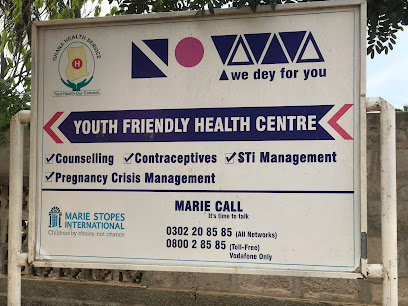 GHANA HEALTH SERVICE
H
Your Health-Our Concern
we dey for you
YOUTH FRIENDLY HEALTH CENTRE
Counselling Contraceptives STi Management
Pregnancy Crisis Management
MARIE STOPES
INTERNATIONAL
Children by choice, not chance
MARIE CALL
It's time to talk
0302 20 85 85 (All Networks)
0800 2 85 85 (Toll-Free)
Vodafone Only